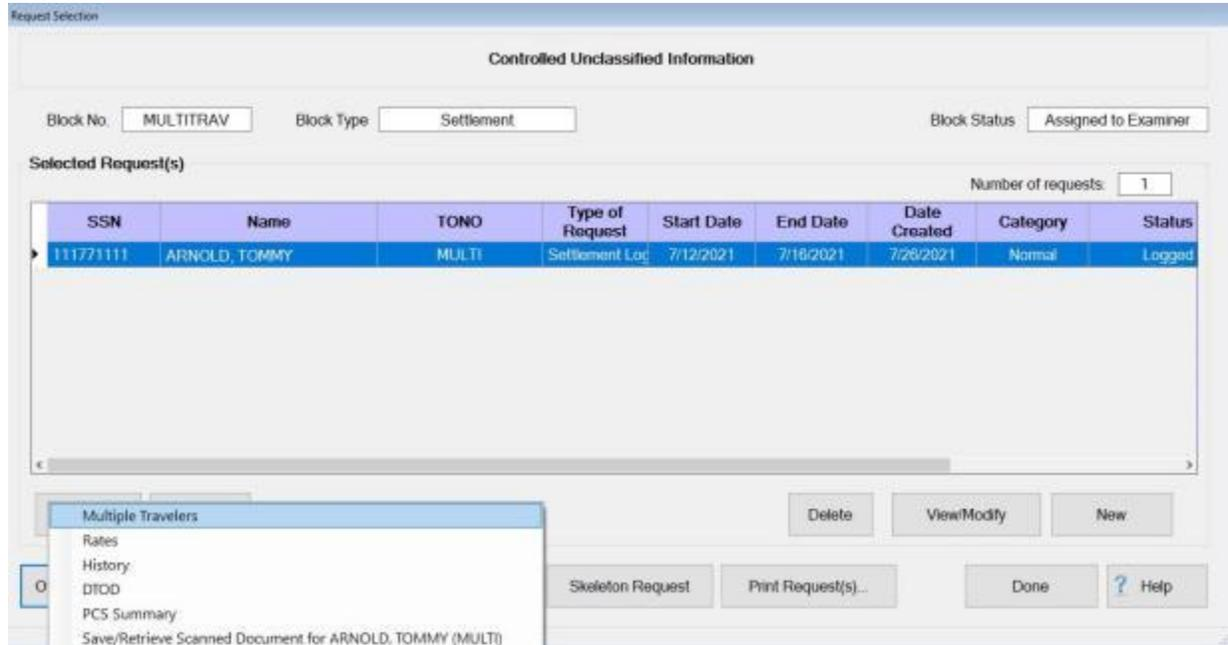 Request Selection
Controlled Unclassified Information
Block No. MULTITRAV Block Type Settlement Block Status Assigned to Examiner
Selected Request(s)
Number of requests: 1
SSN Name TONO Type of Request Start Date End Date Date Created Category Status
111771111 ARNOLD, TOMMY MULTI Settlement Log 7/12/2021 7/16/2021 7/26/2021 Normal Logged
Delete View/Modify New
Multiple Travelers
Rates
History
DTOD
PCS Summary
Save/Retrieve Scanned Document for ARNOLD, TOMMY (MULTI)
O Skeleton Request Print Request(s)... Done ? Help